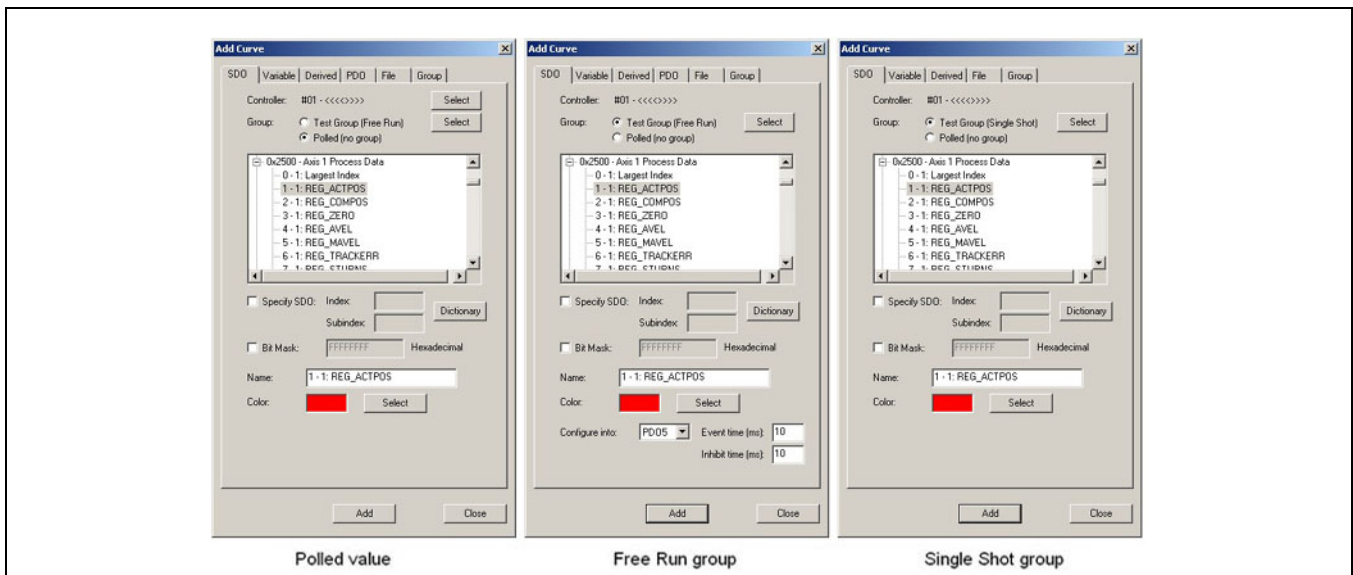 Add Curve
SDO Variable Derived PDO File Group
Controller: #01 - <<<<>>>> Select
Group: Test Group (Free Run) Select
Polled (no group)
0x2500 - Axis 1 Process Data
0 - 1: Largest Index
1 - 1: REG_ACTPOS
2 - 1: REG_COMPOS
3 - 1: REG_ZERO
4 - 1: REG_AVEL
5 - 1: REG_MAVEL
6 - 1: REG_TRACKERR
7 - 1: REG_STURNS
Specify SDO: Index:
Subindex:
Dictionary
Bit Mask: FFFFFFFF Hexadecimal
Name: 1 - 1: REG_ACTPOS
Color: Select
Add Close
Polled value
Add Curve
SDO Variable Derived PDO File Group
Controller: #01 - <<<<>>>>
Group: Test Group (Free Run) Select
Polled (no group)
0x2500 - Axis 1 Process Data
0 - 1: Largest Index
1 - 1: REG_ACTPOS
2 - 1: REG_COMPOS
3 - 1: REG_ZERO
4 - 1: REG_AVEL
5 - 1: REG_MAVEL
6 - 1: REG_TRACKERR
7 - 1: REG_STURNS
Specify SDO: Index:
Subindex:
Dictionary
Bit Mask: FFFFFFFF Hexadecimal
Name: 1 - 1: REG_ACTPOS
Color: Select
Configure into: PDO5 Event time (ms): 10
Inhibit time (ms): 10
Add Close
Free Run group
Add Curve
SDO Variable Derived File Group
Controller: #01 - <<<<>>>>
Group: Test Group (Single Shot) Select
Polled (no group)
0x2500 - Axis 1 Process Data
0 - 1: Largest Index
1 - 1: REG_ACTPOS
2 - 1: REG_COMPOS
3 - 1: REG_ZERO
4 - 1: REG_AVEL
5 - 1: REG_MAVEL
6 - 1: REG_TRACKERR
7 - 1: REG_STURNS
Specify SDO: Index:
Subindex:
Dictionary
Bit Mask: FFFFFFFF Hexadecimal
Name: 1 - 1: REG_ACTPOS
Color: Select
Add Close
Single Shot group